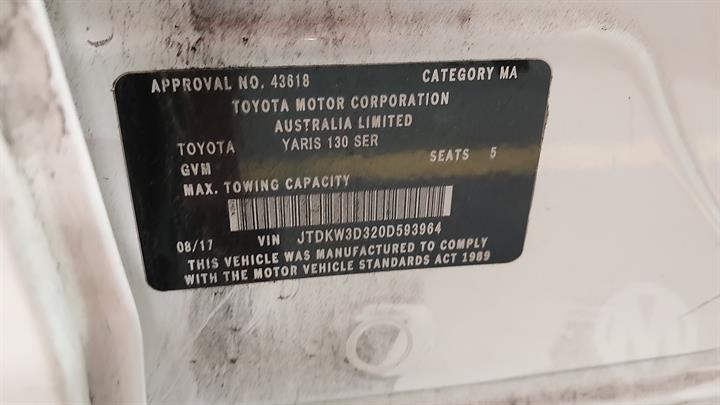 APPROVAL NO. 43618 CATEGORY MA
TOYOTA MOTOR CORPORATION
AUSTRALIA LIMITED
TOYOTA YARIS 130 SER
GVM SEATS 5
MAX. TOWING CAPACITY
08/17 VIN JTDKW3D320D593964
THIS VEHICLE WAS MANUFACTURED TO COMPLY
WITH THE MOTOR VEHICLE STANDARDS ACT 1989
M